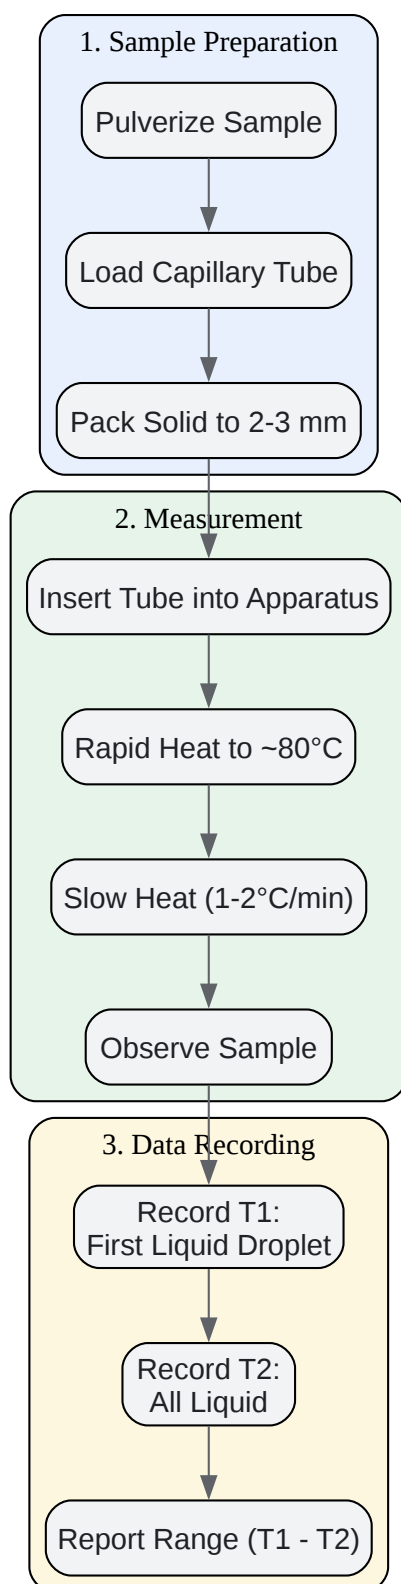 1. Sample Preparation
Pulverize Sample
Load Capillary Tube
Pack Solid to 2-3 mm
2. Measurement
Insert Tube into Apparatus
Rapid Heat to ~80°C
Slow Heat (1-2°C/min)
Observe Sample
3. Data Recording
Record T1:
First Liquid Droplet
Record T2:
All Liquid
Report Range (T1 - T2)